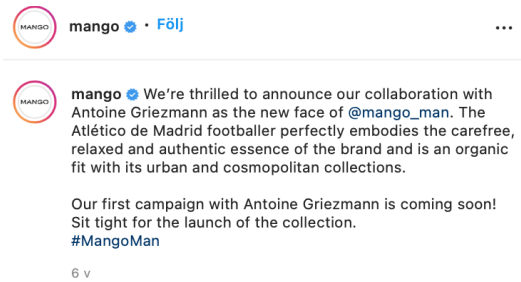 MANGO
mango • Följ
MANGO
mango We’re thrilled to announce our collaboration with
Antoine Griezmann as the new face of @mango_man. The
Atlético de Madrid footballer perfectly embodies the carefree,
relaxed and authentic essence of the brand and is an organic
fit with its urban and cosmopolitan collections.
Our first campaign with Antoine Griezmann is coming soon!
Sit tight for the launch of the collection.
#MangoMan
6 v